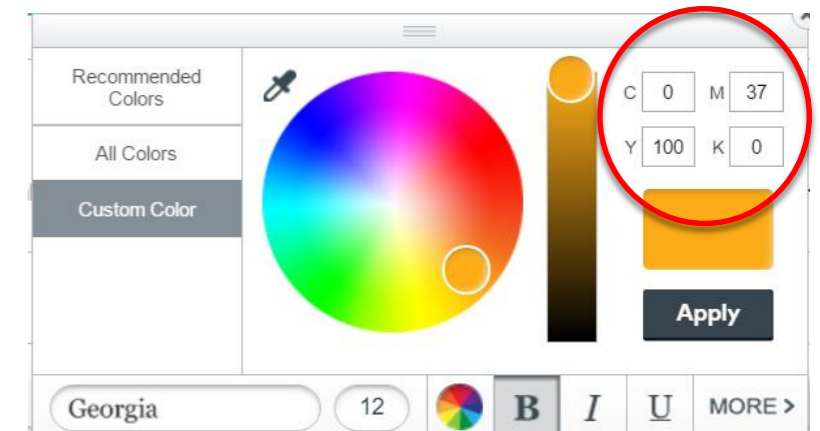 Recommended
Colors
All Colors
Custom Color
C 0 M 37
Y 100 K 0
Apply
Georgia 12 B I U MORE >